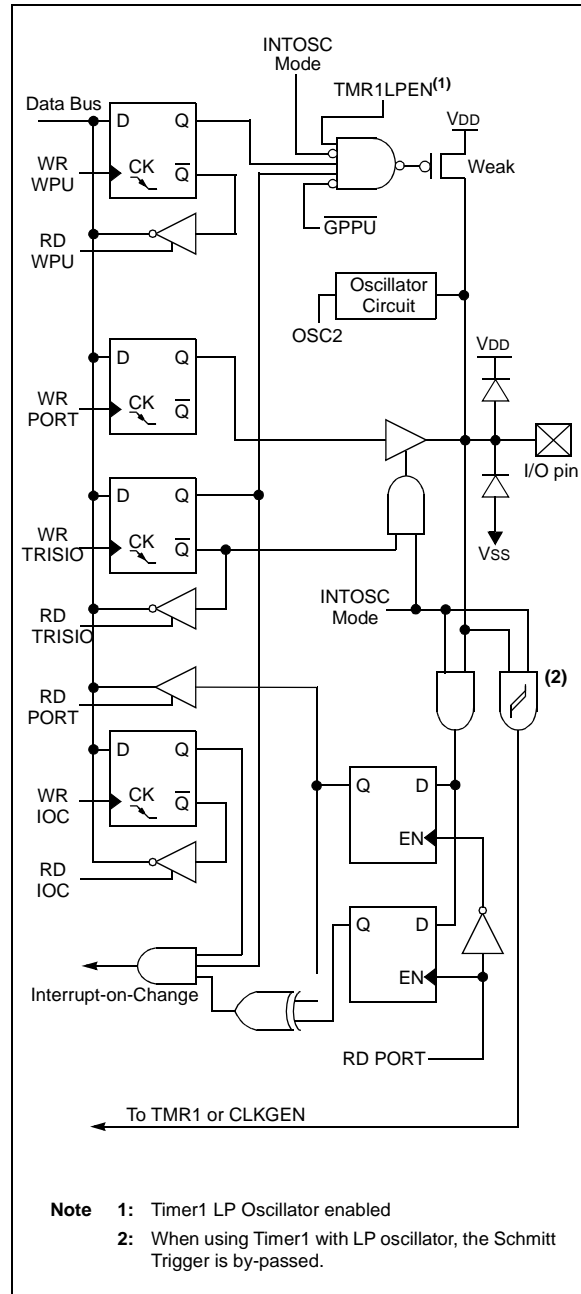 INTOSC
Mode
TMR1LPEN(1)
Data Bus
D Q
VDD
WR
WPU
CK Q̅
Weak
RD
WPU
G̅P̅P̅U̅
Oscillator
Circuit
OSC2
VDD
D Q
WR
PORT
CK Q̅
I/O pin
D Q
WR
TRISIO
CK Q̅
VSS
INTOSC
Mode
RD
TRISIO
(2)
RD
PORT
D Q
WR
IOC
CK Q̅
Q D
EN
RD
IOC
Q D
EN
Interrupt-on-Change
RD PORT
To TMR1 or CLKGEN
Note 1: Timer1 LP Oscillator enabled
2: When using Timer1 with LP oscillator, the Schmitt
Trigger is by-passed.